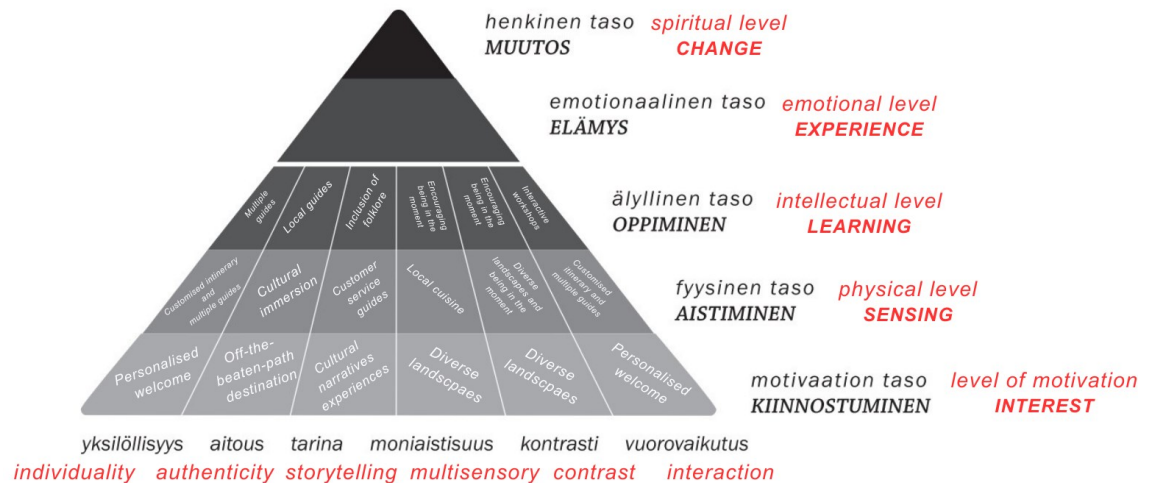 henkinen taso spiritual level
MUUTOS CHANGE
emotionaalinen taso emotional level
ELÄMYS EXPERIENCE
älyllinen taso intellectual level
OPPIMINEN LEARNING
Multiple
guides
Local guides
Inclusion of
folklore
Encouraging
being in the
moment
Encouraging
being in the
moment
Interactive
workshops
fyysinen taso physical level
AISTIMINEN SENSING
Customised intinerary
and
multiple guides
Cultural
immersion
Customer
service
guides
Local cuisine
Diverse
landscapes and
being in the
moment
Customised
itinerary and
multiple guides
motivaation taso level of motivation
KIINNOSTUMINEN INTEREST
Personalised
welcome
Off-the-
beaten-path
destination
Cultural
narratives
experiences
Diverse
landscpaes
Diverse
landscpaes
Personalised
welcome
yksilöllisyys aitous tarina moniaistisuus kontrasti vuorovaikutus
individuality authenticity storytelling multisensory contrast interaction